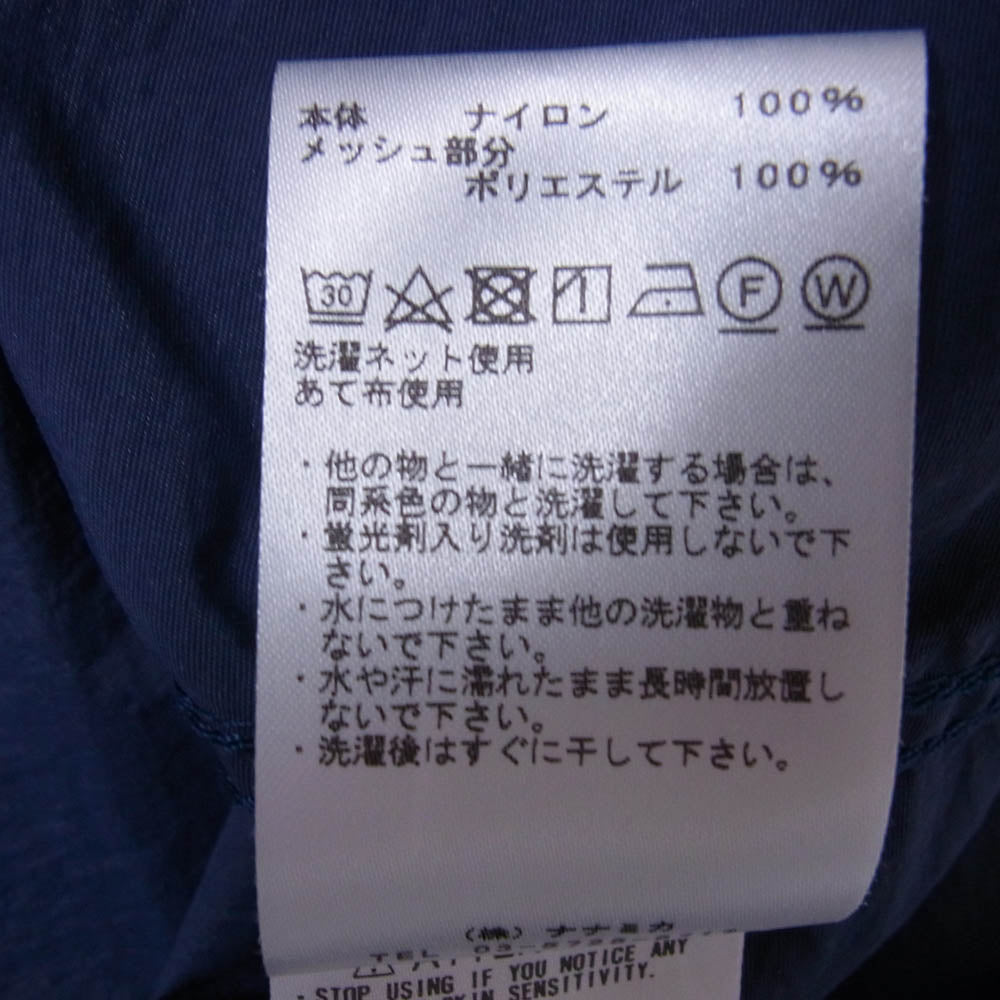 本体 ナイロン 100%
メッシュ部分
ポリエステル 100%
30 F W
洗濯ネット使用
あて布使用
・他の物と一緒に洗濯する場合は、
同系色の物と洗濯して下さい。
・蛍光剤入り洗剤は使用しないで下
さい。
・水につけたまま他の洗濯物と重ね
ないで下さい。
・水や汗に濡れたまま長時間放置し
ないで下さい。
・洗濯後はすぐに干して下さい。
(株) ナナミカ
TEL
・STOP USING IF YOU NOTICE ANY
SKIN SENSITIVITY.